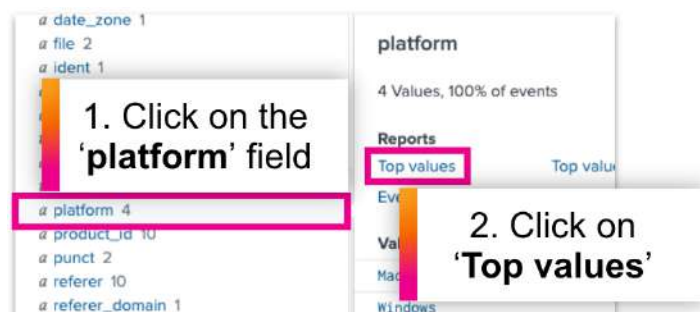 a date_zone 1
a file 2
a ident 1
1. Click on the
‘platform’ field
a platform 4
a product_id 10
a punct 2
a referer 10
a referer_domain 1
platform
4 Values, 100% of events
Reports
Top values
Top valu
Eve
2. Click on
‘Top values’
Val
Mac
Windows